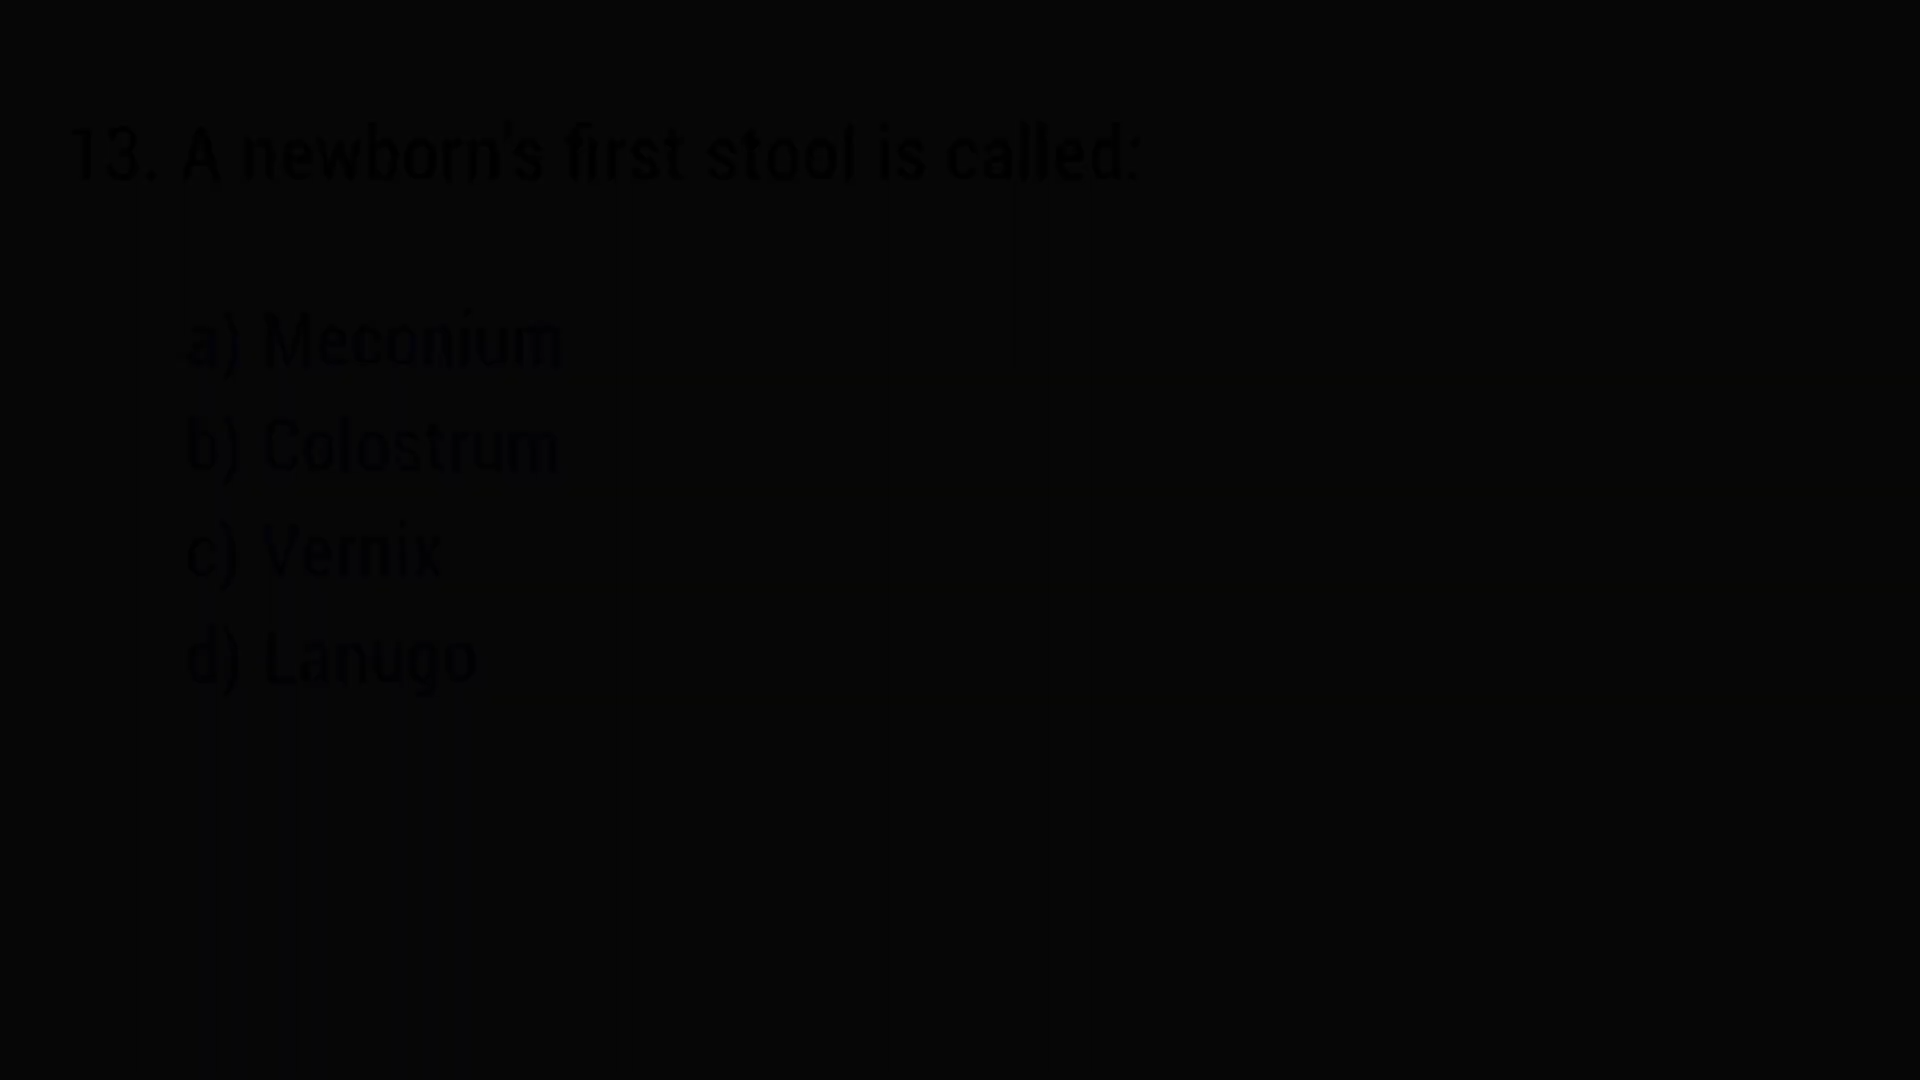 13. A newborn's first stool is called:
a) Meconium
b) Colostrum
c) Vernix
d) Lanugo